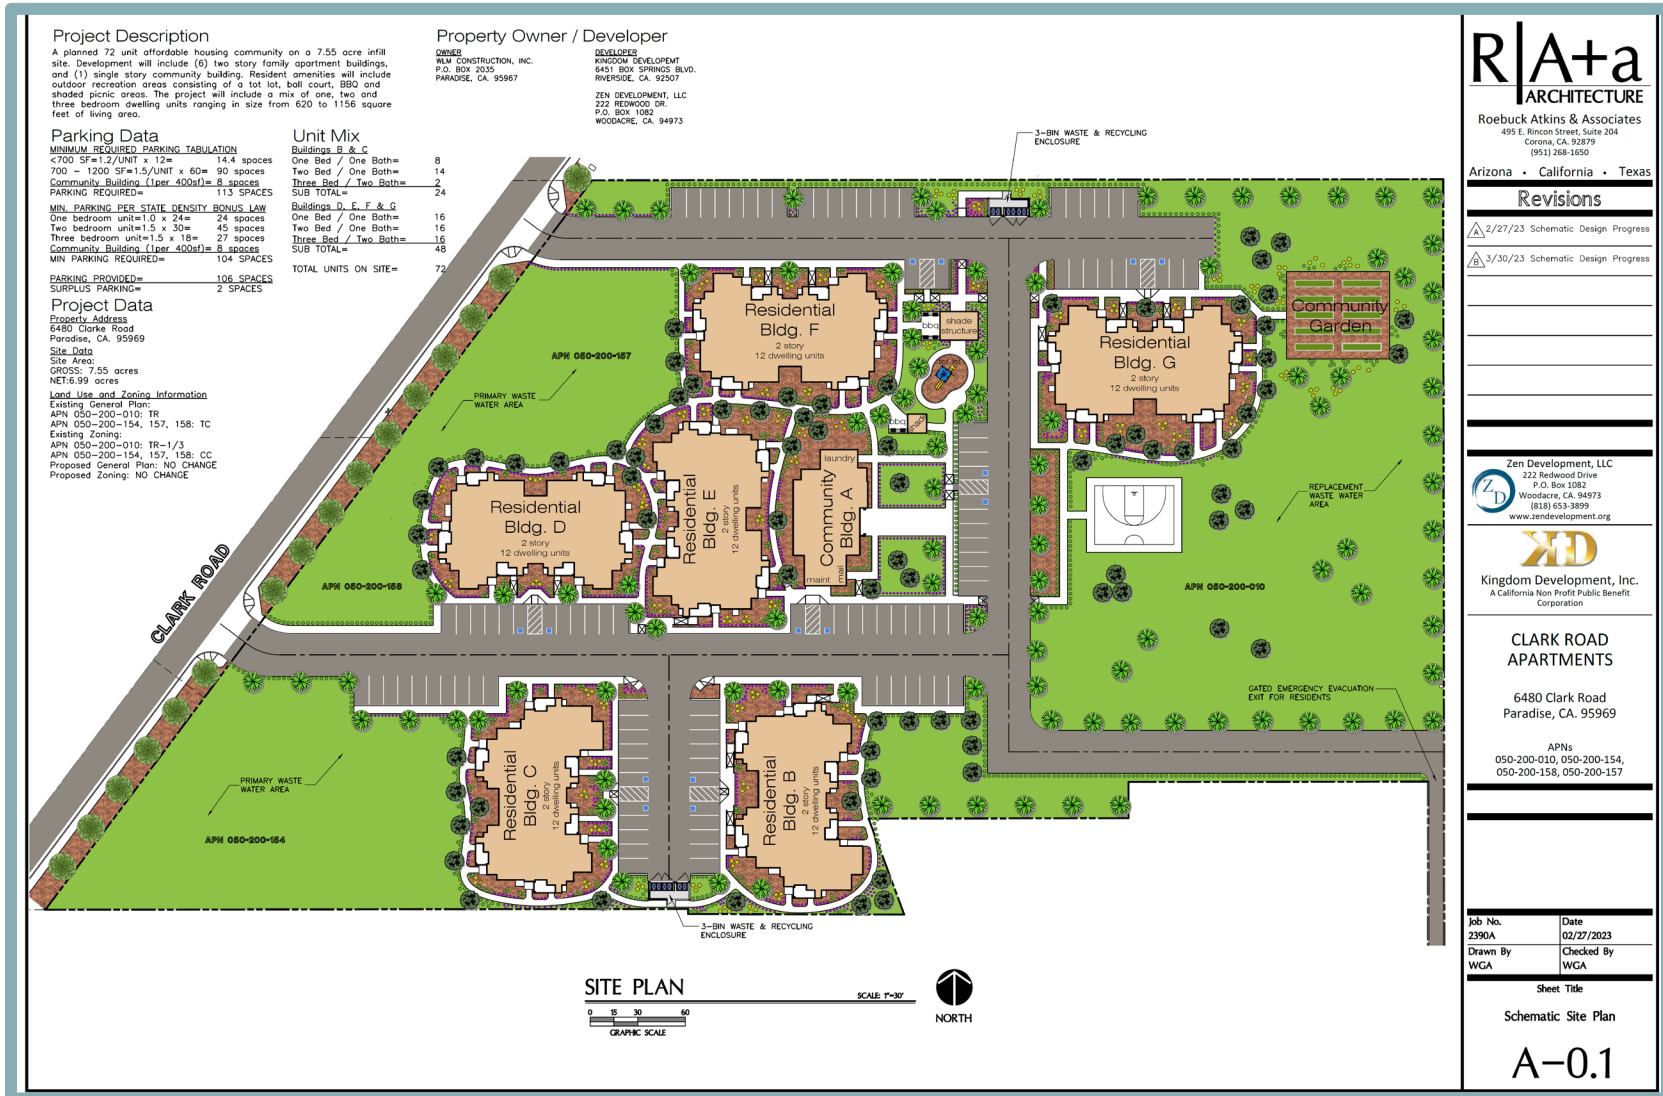 Project Description
A planned 72 unit affordable housing community on a 7.55 acre infill
site. Development will include (6) two story family apartment buildings,
and (1) single story community building. Resident amenities will include
outdoor recreation areas consisting of a tot lot, ball court, BBQ and
shaded picnic areas. The project will include a mix of one, two and
three bedroom dwelling units ranging in size from 620 to 1156 square
feet of living area.
Property Owner / Developer
OWNER
WLM CONSTRUCTION, INC.
P.O. BOX 2035
PARADISE, CA. 95967
DEVELOPER
KINGDOM DEVELOPEMT
6451 BOX SPRINGS BLVD.
RIVERSIDE, CA. 92507
ZEN DEVELOPMENT, LLC
222 REDWOOD DR.
P.O. BOX 1082
WOODACRE, CA. 94973
Parking Data
MINIMUM REQUIRED PARKING TABULATION
<700 SF=1.2/UNIT x 12= 14.4 spaces
700 - 1200 SF=1.5/UNIT x 60= 90 spaces
Community Building (1per 400sf)= 8 spaces
PARKING REQUIRED= 113 SPACES
MIN. PARKING PER STATE DENSITY BONUS LAW
One bedroom unit=1.0 x 24= 24 spaces
Two bedroom unit=1.5 x 30= 45 spaces
Three bedroom unit=1.5 x 18= 27 spaces
Community Building (1per 400sf)= 8 spaces
MIN PARKING REQUIRED= 104 SPACES
PARKING PROVIDED= 106 SPACES
SURPLUS PARKING= 2 SPACES
Unit Mix
Buildings B & C
One Bed / One Bath= 8
Two Bed / One Bath= 14
Three Bed / Two Bath= 2
SUB TOTAL= 24
Buildings D, E, F & G
One Bed / One Bath= 16
Two Bed / One Bath= 16
Three Bed / Two Bath= 16
SUB TOTAL= 48
TOTAL UNITS ON SITE= 72
Project Data
Property Address
6480 Clarke Road
Paradise, CA. 95969
Site Data
Site Area:
GROSS: 7.55 acres
NET:6.99 acres
Land Use and Zoning Information
Existing General Plan:
APN 050-200-010: TR
APN 050-200-154, 157, 158: TC
Existing Zoning:
APN 050-200-010: TR-1/3
APN 050-200-154, 157, 158: CC
Proposed General Plan: NO CHANGE
Proposed Zoning: NO CHANGE
3-BIN WASTE & RECYCLING
ENCLOSURE
Residential
Bldg. F
2 story
12 dwelling units
bbq
shade
structure
tot lot
Residential
Bldg. G
2 story
12 dwelling units
Community
Garden
APN 050-200-157
PRIMARY WASTE
WATER AREA
bbq
shade
laundry
Community
Bldg. A
maint
mail
Residential
Bldg. E
2 story
12 dwelling units
Residential
Bldg. D
2 story
12 dwelling units
REPLACEMENT
WASTE WATER
AREA
APN 050-200-158
APN 050-200-010
CLARK ROAD
GATED EMERGENCY EVACUATION
EXIT FOR RESIDENTS
PRIMARY WASTE
WATER AREA
APN 050-200-154
Residential
Bldg. C
2 story
12 dwelling units
Residential
Bldg. B
2 story
12 dwelling units
3-BIN WASTE & RECYCLING
ENCLOSURE
SITE PLAN
SCALE: 1"=30'
0 15 30 60
GRAPHIC SCALE
NORTH
R|A+a
ARCHITECTURE
Roebuck Atkins & Associates
495 E. Rincon Street, Suite 204
Corona, CA. 92879
(951) 268-1650
Arizona • California • Texas
Revisions
A 2/27/23 Schematic Design Progress
B 3/30/23 Schematic Design Progress
ZD
Zen Development, LLC
222 Redwood Drive
P.O. Box 1082
Woodacre, CA. 94973
(818) 653-3899
www.zendevelopment.org
KD
Kingdom Development, Inc.
A California Non Profit Public Benefit
Corporation
CLARK ROAD
APARTMENTS
6480 Clark Road
Paradise, CA. 95969
APNs
050-200-010, 050-200-154,
050-200-158, 050-200-157
Job No. Date
2390A 02/27/2023
Drawn By Checked By
WGA WGA
Sheet Title
Schematic Site Plan
A-0.1